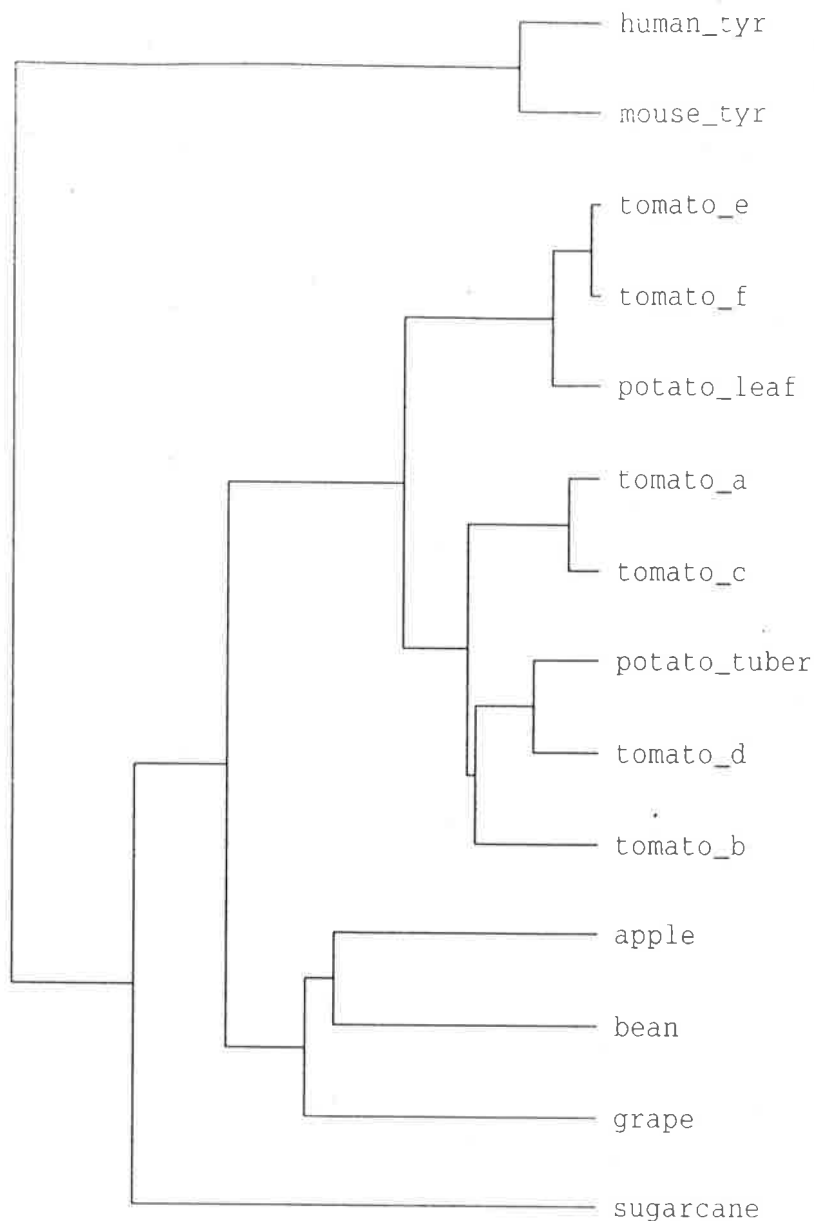 human_tyr
mouse_tyr
tomato_e
tomato_f
potato_leaf
tomato_a
tomato_c
potato_tuber
tomato_d
tomato_b
apple
bean
grape
sugarcane